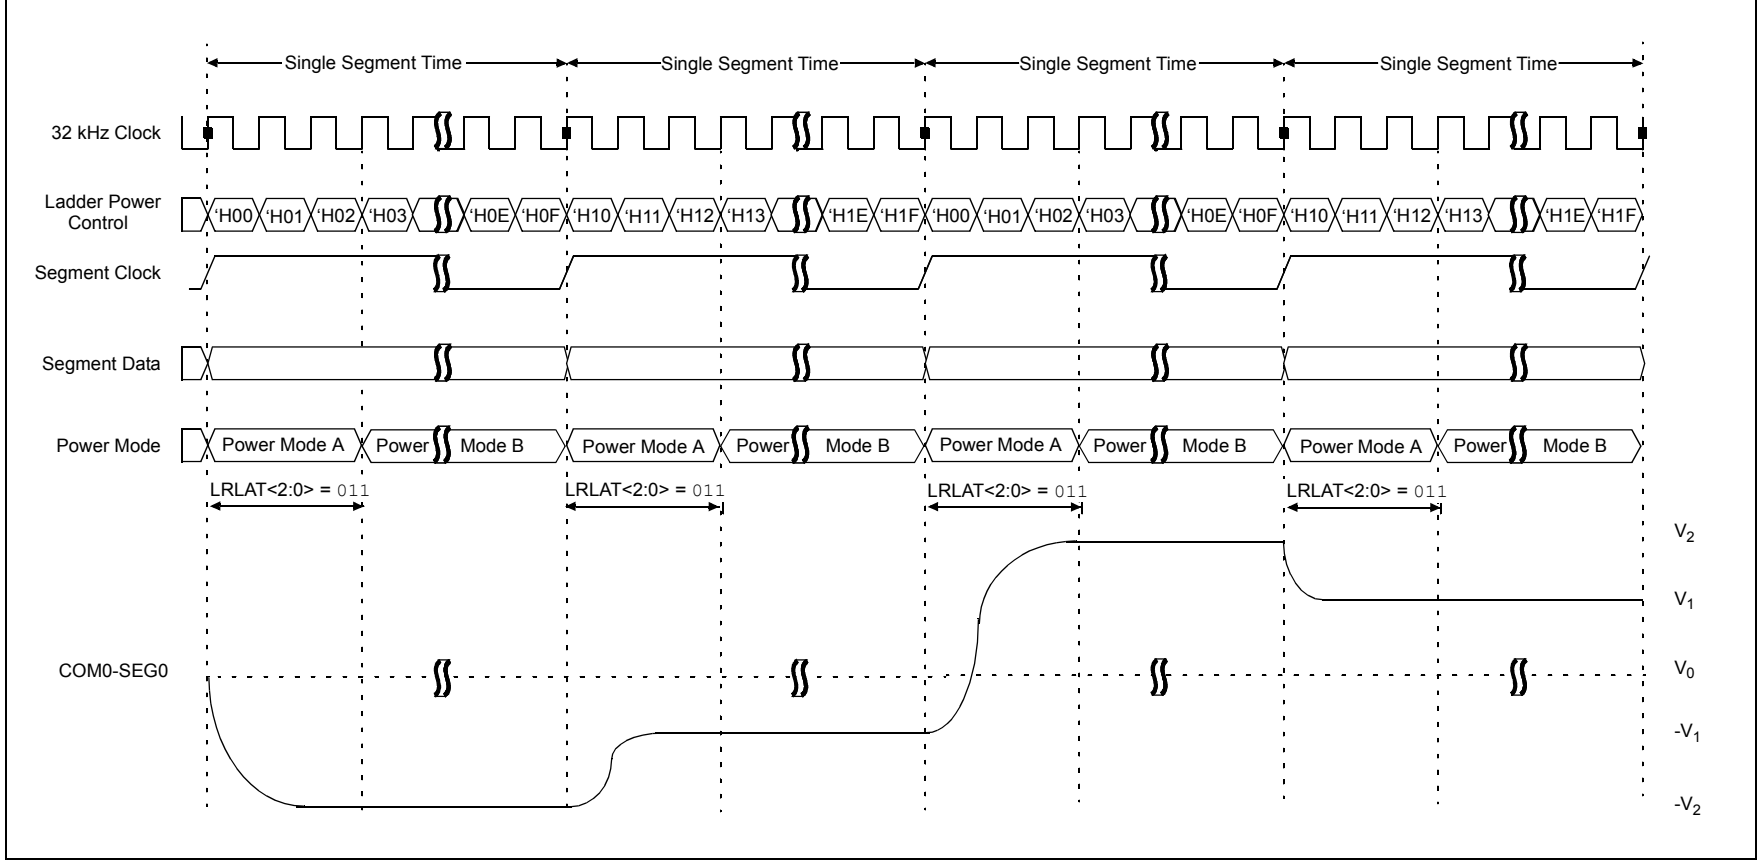 Single Segment Time Single Segment Time Single Segment Time Single Segment Time
32 kHz Clock
Ladder Power
Control
‘H00 ‘H01 ‘H02 ‘H03 ‘H0E ‘H0F ‘H10 ‘H11 ‘H12 ‘H13 ‘H1E ‘H1F ‘H00 ‘H01 ‘H02 ‘H03 ‘H0E ‘H0F ‘H10 ‘H11 ‘H12 ‘H13 ‘H1E ‘H1F
Segment Clock
Segment Data
Power Mode Power Mode A Power Mode B Power Mode A Power Mode B Power Mode A Power Mode B Power Mode A Power Mode B
LRLAT<2:0> = 011 LRLAT<2:0> = 011 LRLAT<2:0> = 011 LRLAT<2:0> = 011
V2
V1
COM0-SEG0 V0
-V1
-V2